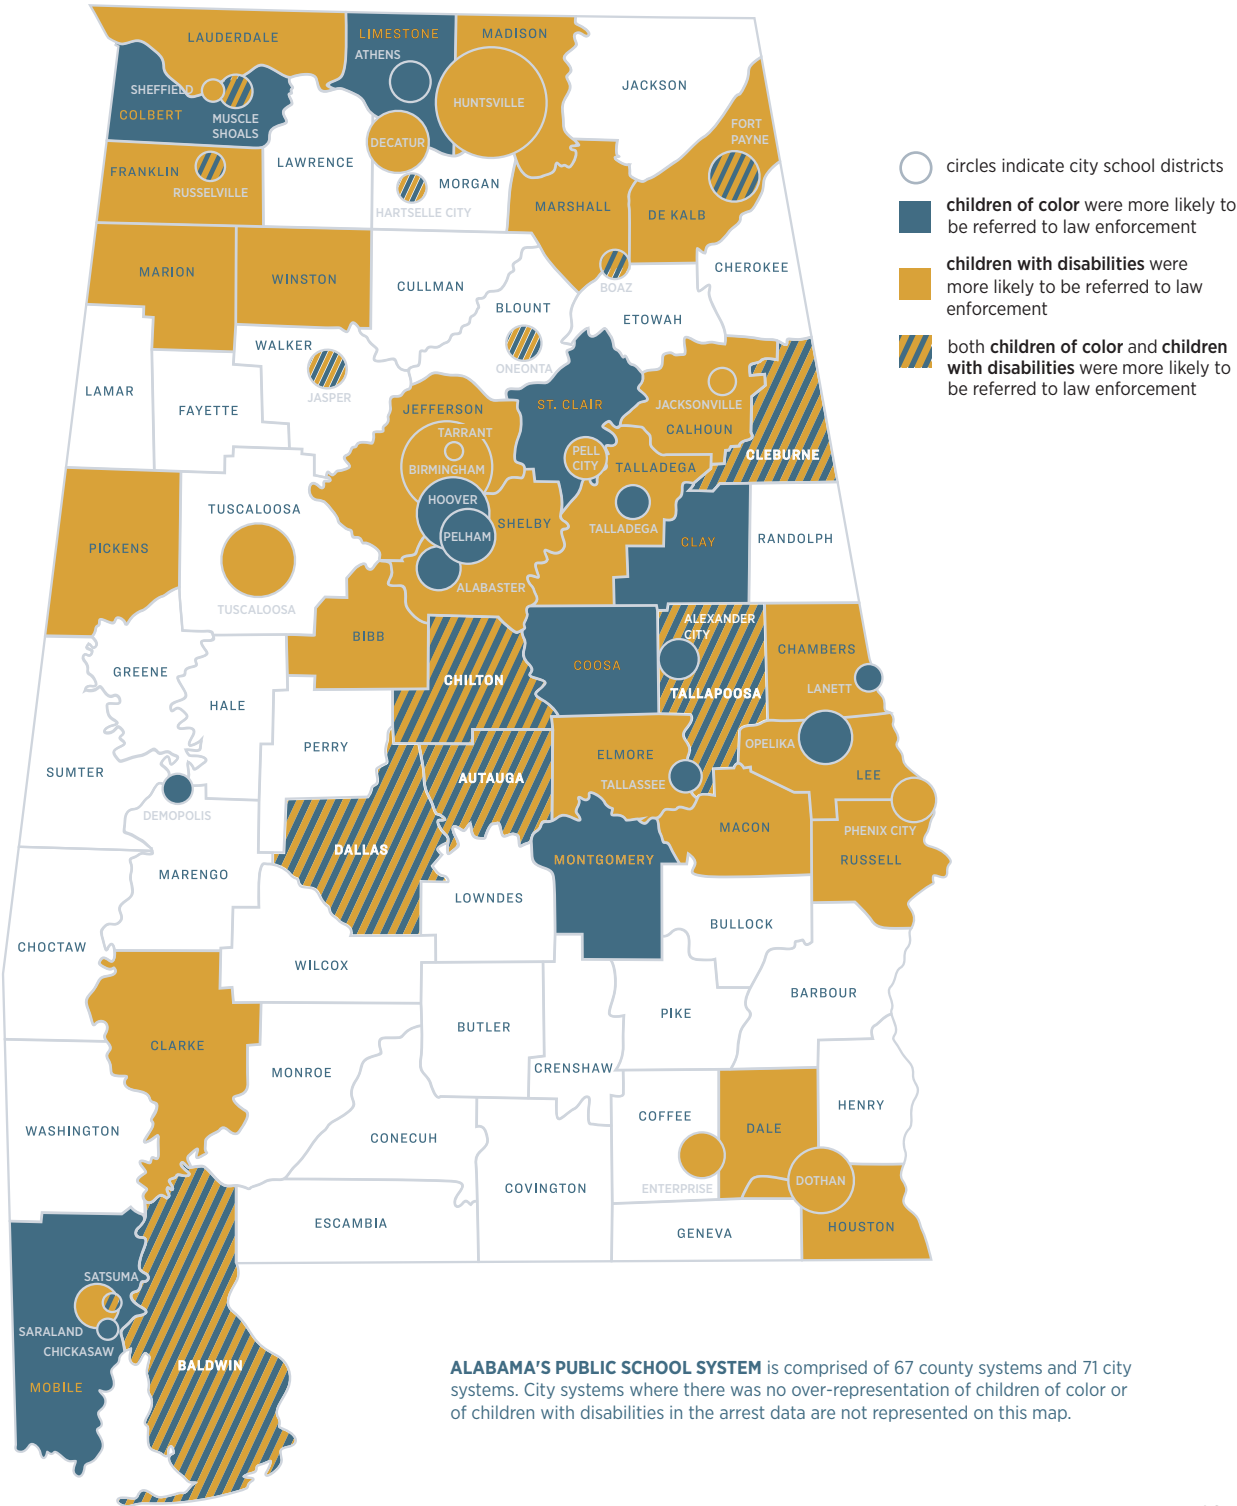 LAUDERDALE
LIMESTONE
MADISON
ATHENS
JACKSON
SHEFFIELD
COLBERT
MUSCLE
SHOALS
HUNTSVILLE
DECATUR
FORT
PAYNE
FRANKLIN
RUSSELVILLE
LAWRENCE
MORGAN
HARTSELLE CITY
MARSHALL
DE KALB
circles indicate city school districts
children of color were more likely to
be referred to law enforcement
children with disabilities were
more likely to be referred to law
enforcement
both children of color and children
with disabilities were more likely to
be referred to law enforcement
MARION
WINSTON
CULLMAN
BOAZ
CHEROKEE
BLOUNT
ETOWAH
ONEONTA
WALKER
JASPER
LAMAR
FAYETTE
JEFFERSON
TARRANT
BIRMINGHAM
ST. CLAIR
JACKSONVILLE
CALHOUN
CLEBURNE
PELL
CITY
TALLADEGA
TUSCALOOSA
HOOVER
PELHAM
SHELBY
TALLADEGA
CLAY
RANDOLPH
PICKENS
TUSCALOOSA
ALABASTER
BIBB
ALEXANDER
CITY
GREENE
CHILTON
COOSA
TALLAPOOSA
CHAMBERS
LANETT
HALE
PERRY
SUMTER
AUTAUGA
ELMORE
TALLASSEE
OPELIKA
LEE
DEMOPOLIS
DALLAS
MACON
PHENIX CITY
RUSSELL
MARENGO
MONTGOMERY
LOWNDES
BULLOCK
CHOCTAW
WILCOX
BARBOUR
CLARKE
BUTLER
PIKE
MONROE
CRENSHAW
WASHINGTON
CONECUH
COFFEE
DALE
HENRY
ENTERPRISE
DOTHAN
COVINGTON
ESCAMBIA
GENEVA
HOUSTON
SATSUMA
SARALAND
CHICKASAW
MOBILE
BALDWIN
ALABAMA'S PUBLIC SCHOOL SYSTEM is comprised of 67 county systems and 71 city
systems. City systems where there was no over-representation of children of color or
of children with disabilities in the arrest data are not represented on this map.